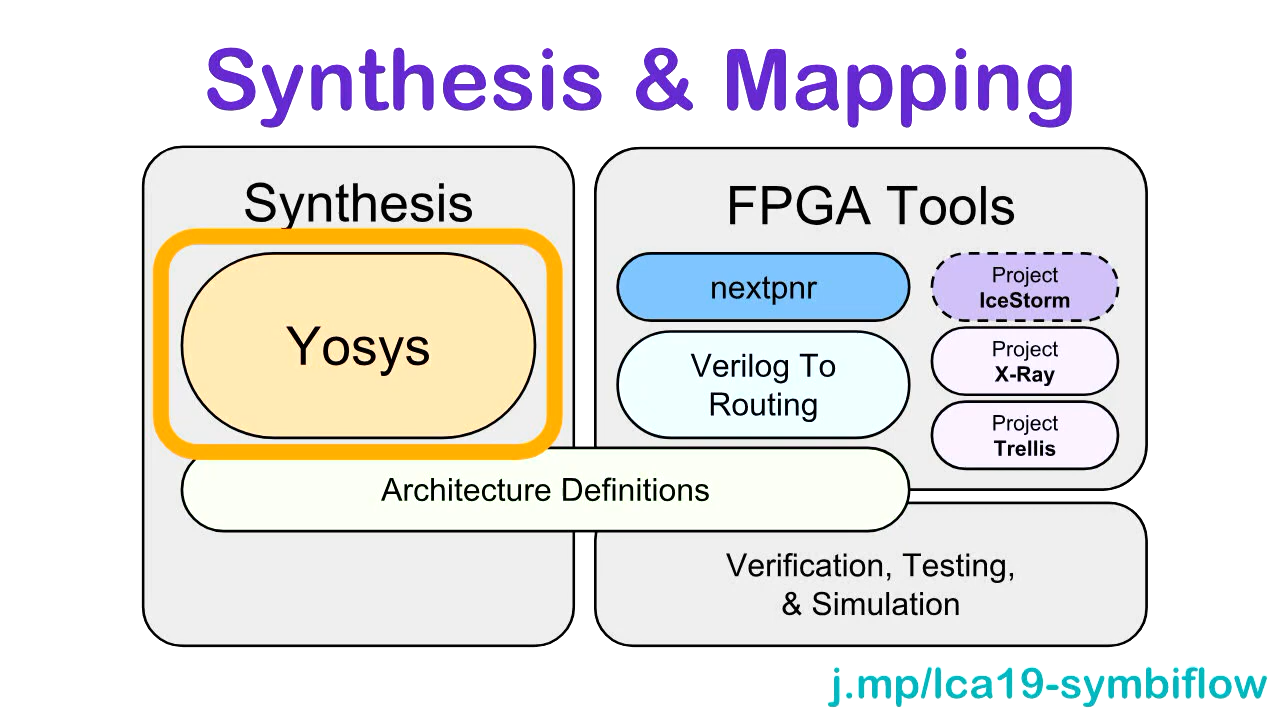 Synthesis & Mapping
Synthesis
Yosys
FPGA Tools
nextpnr
Verilog To
Routing
Project
IceStorm
Project
X-Ray
Project
Trellis
Architecture Definitions
Verification, Testing,
& Simulation
j.mp/lca19-symbiflow